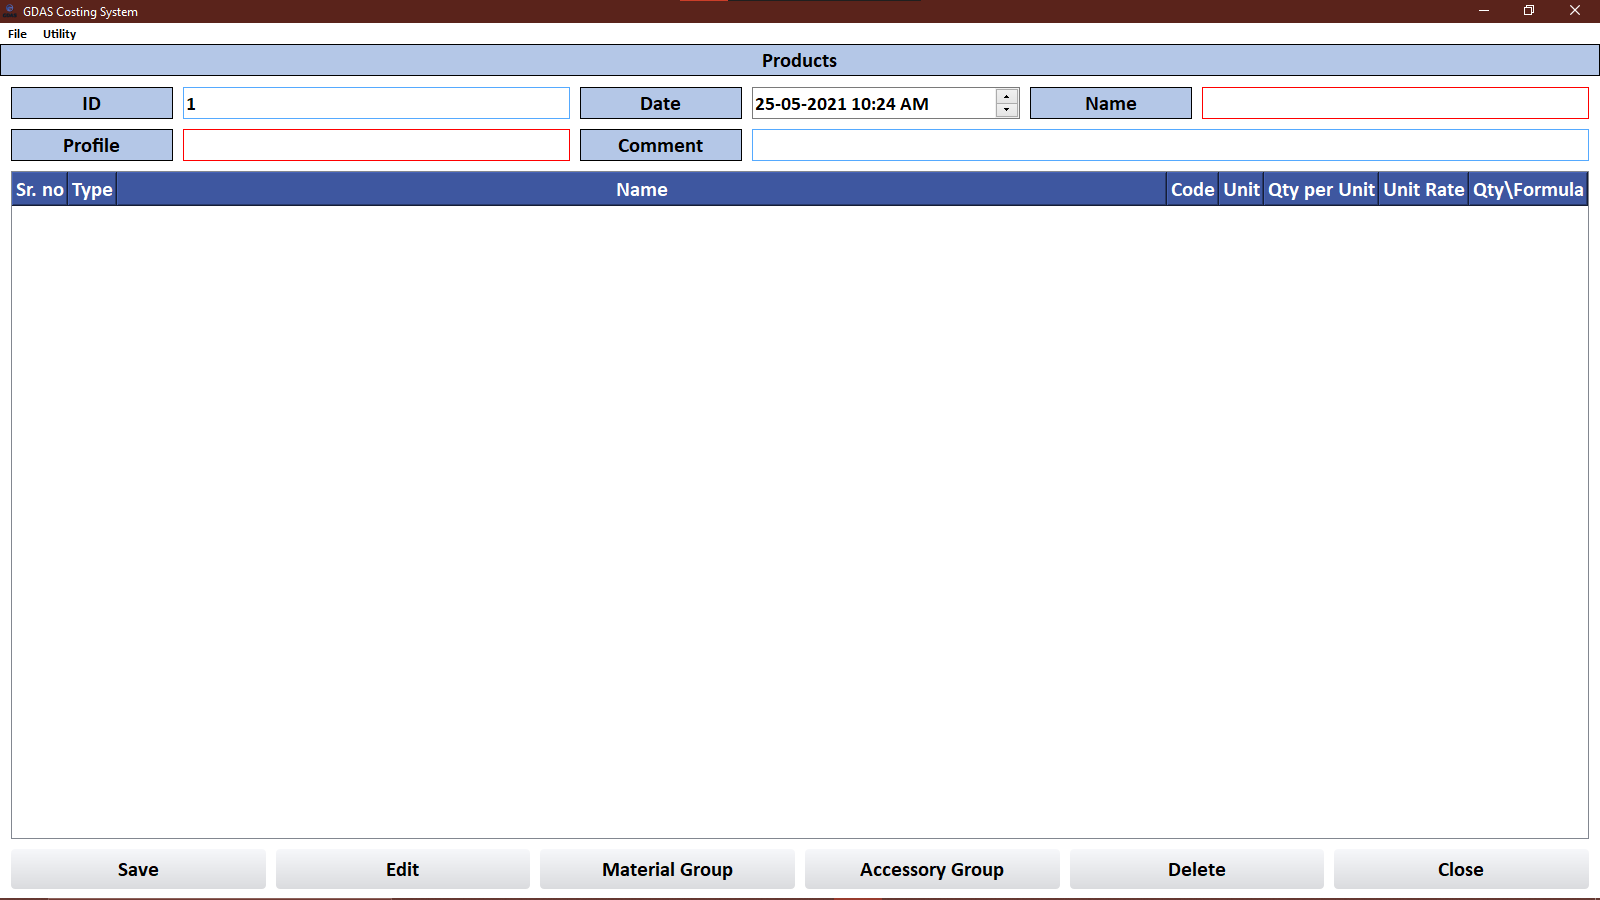 GDAS Costing System
File Utility
Products
ID 1 Date 25-05-2021 10:24 AM Name
Profile Comment
Sr. no Type Name Code Unit Qty per Unit Unit Rate Qty\Formula
Save Edit Material Group Accessory Group Delete Close